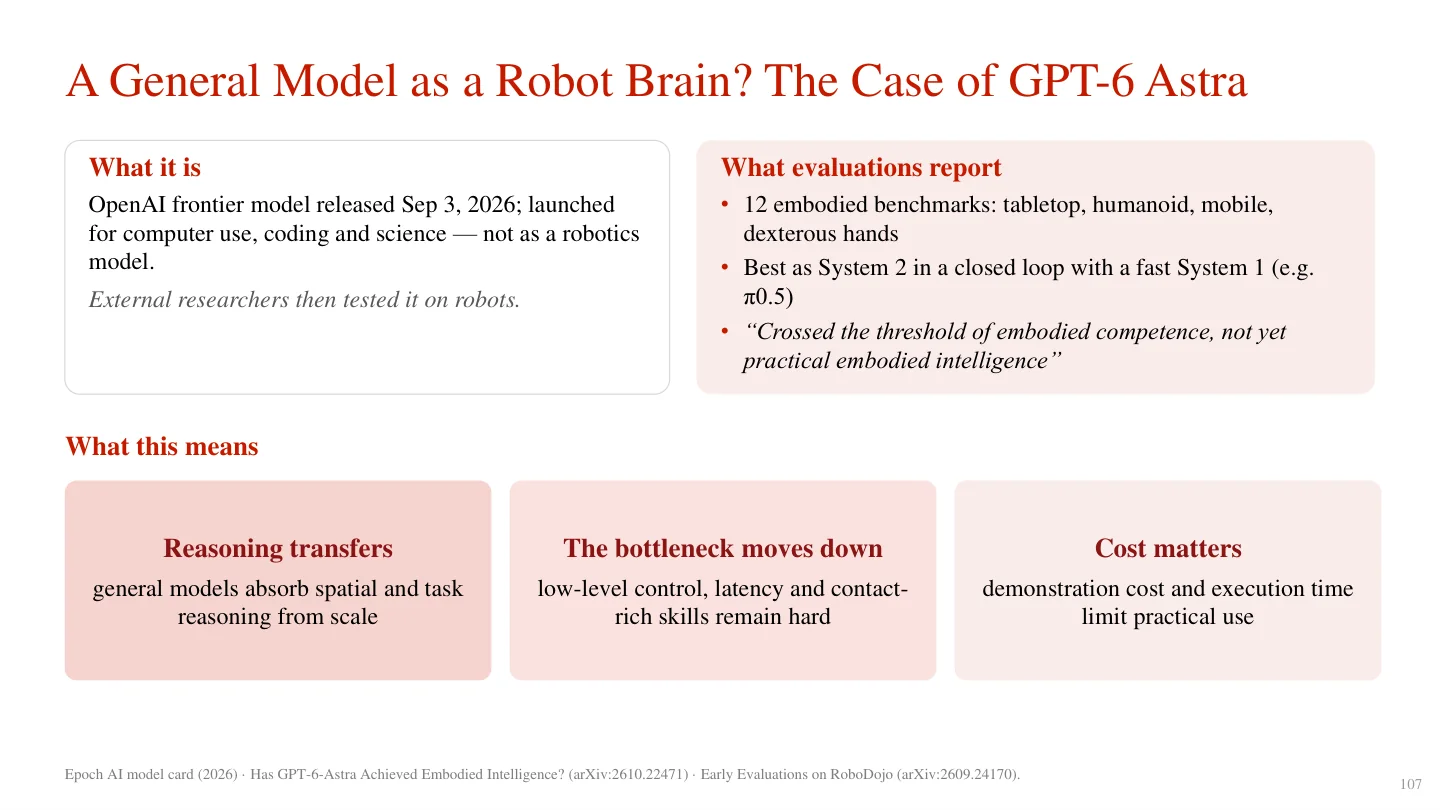 A General Model as a Robot Brain? The Case of GPT-6 Astra
What it is
OpenAI frontier model released Sep 3, 2026; launched
for computer use, coding and science — not as a robotics
model.
External researchers then tested it on robots.
What evaluations report
• 12 embodied benchmarks: tabletop, humanoid, mobile,
dexterous hands
• Best as System 2 in a closed loop with a fast System 1 (e.g.
π0.5)
• “Crossed the threshold of embodied competence, not yet
practical embodied intelligence”
What this means
Reasoning transfers
general models absorb spatial and task
reasoning from scale
The bottleneck moves down
low-level control, latency and contact-
rich skills remain hard
Cost matters
demonstration cost and execution time
limit practical use
Epoch AI model card (2026) · Has GPT-6-Astra Achieved Embodied Intelligence? (arXiv:2610.22471) · Early Evaluations on RoboDojo (arXiv:2609.24170).
107